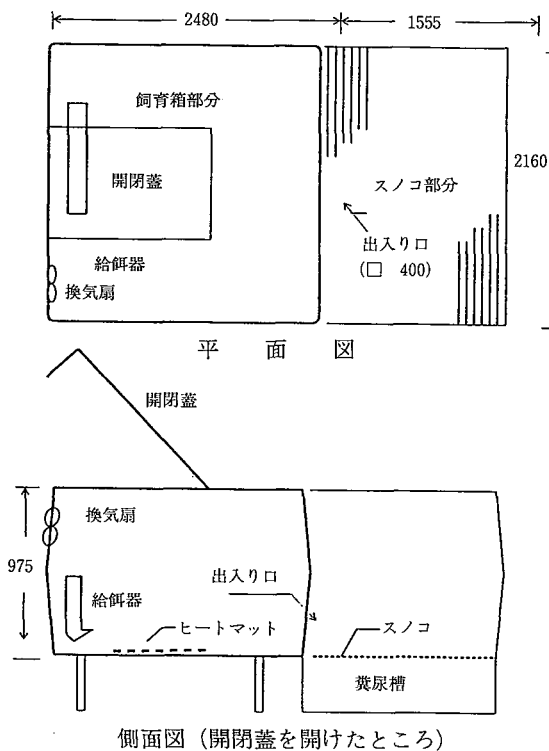 2480
1555
飼育箱部分
開閉蓋
スノコ部分
2160
出入り口
(□ 400)
給餌器
換気扇
平面図
開閉蓋
換気扇
975
出入り口
給餌器
ヒートマット
スノコ
糞尿槽
側面図(開閉蓋を開けたところ)